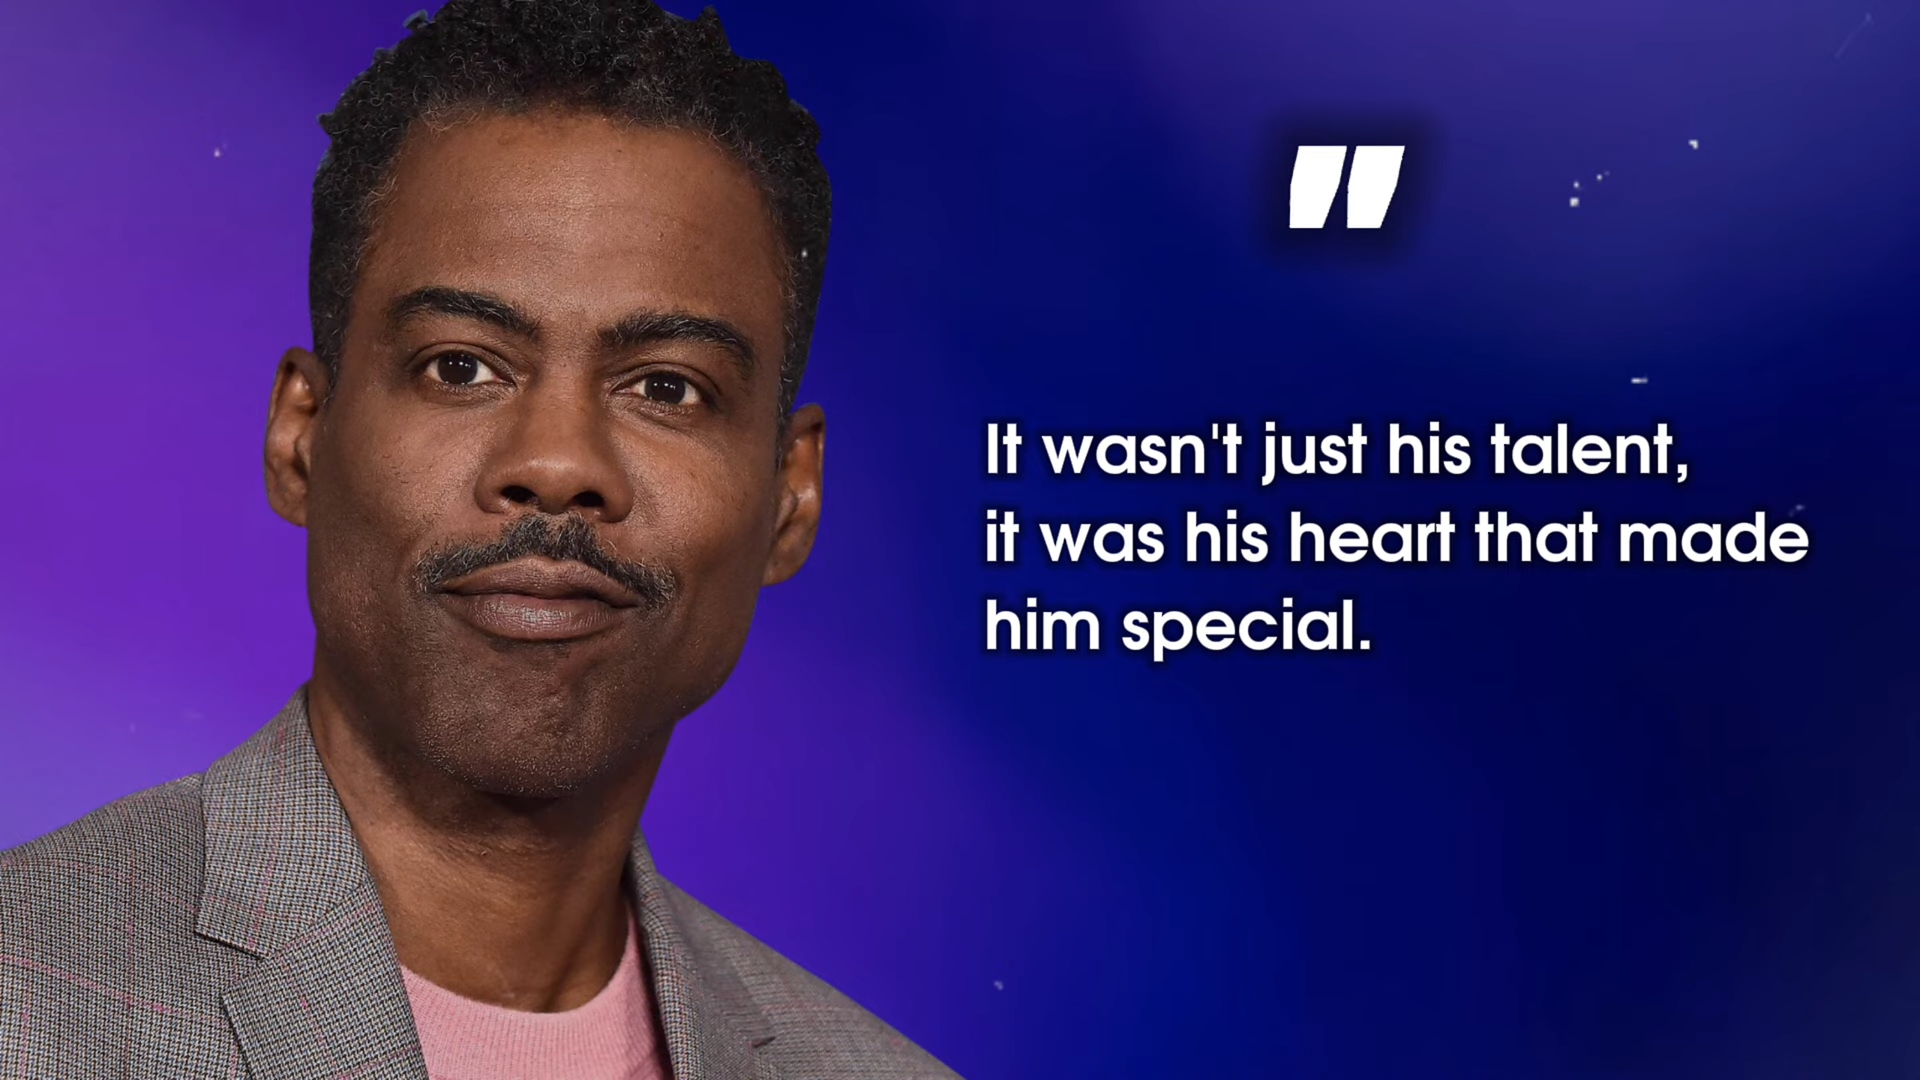 "
It wasn't just his talent,
it was his heart that made
him special.